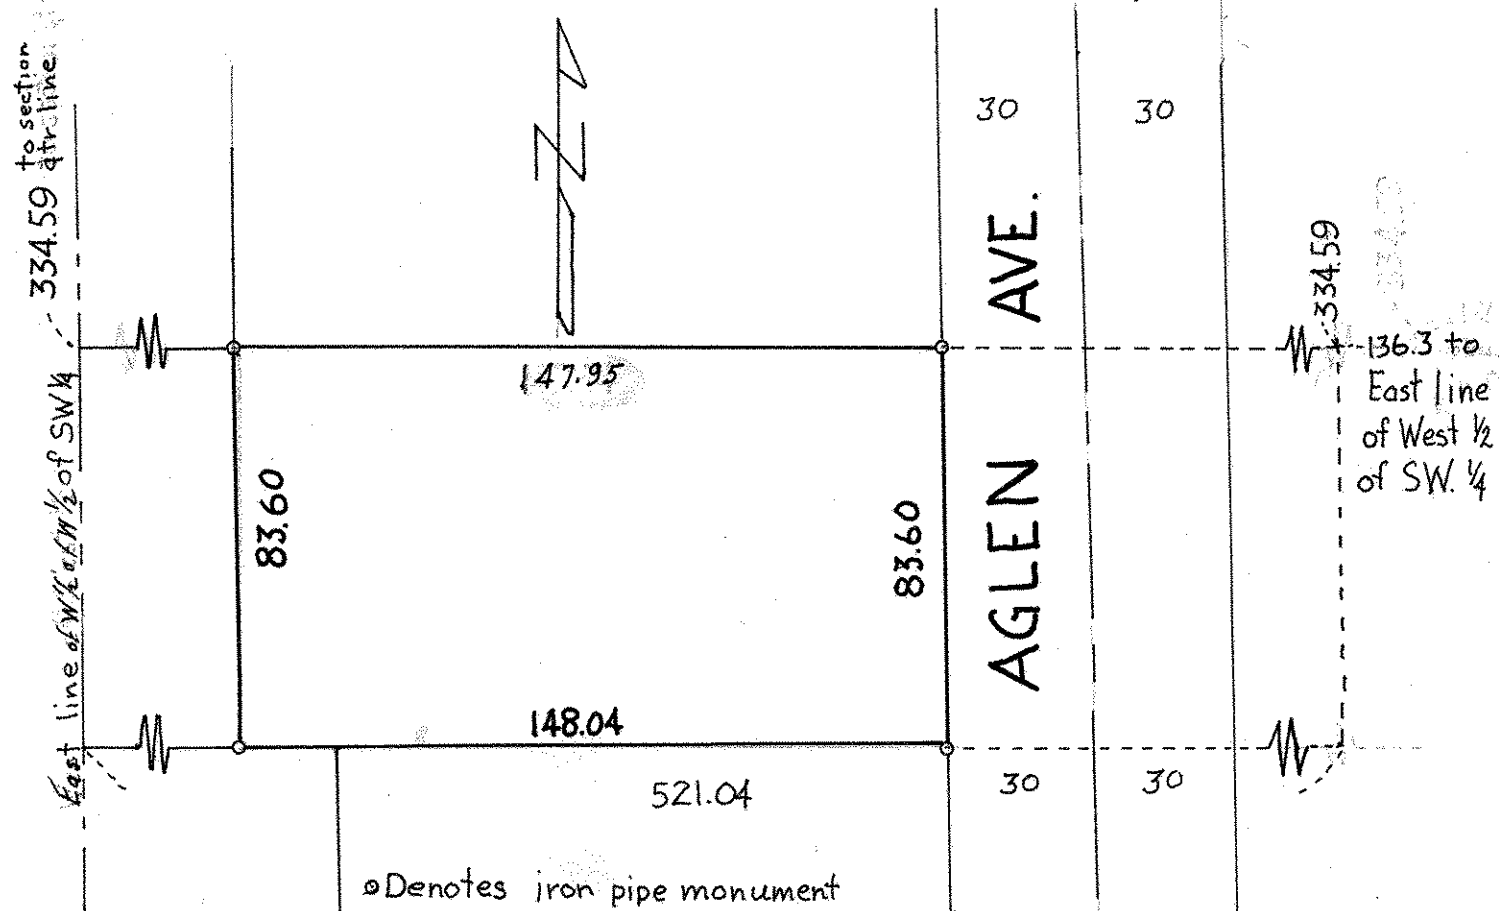 334.59 to section
qtr. line
N
30
30
AGLEN AVE.
334.59
147.95
136.3 to
East line
of West 1/2
of SW. 1/4
East line of W½ of W½ of SW ¼
83.60
83.60
148.04
521.04
30
30
Denotes iron pipe monument